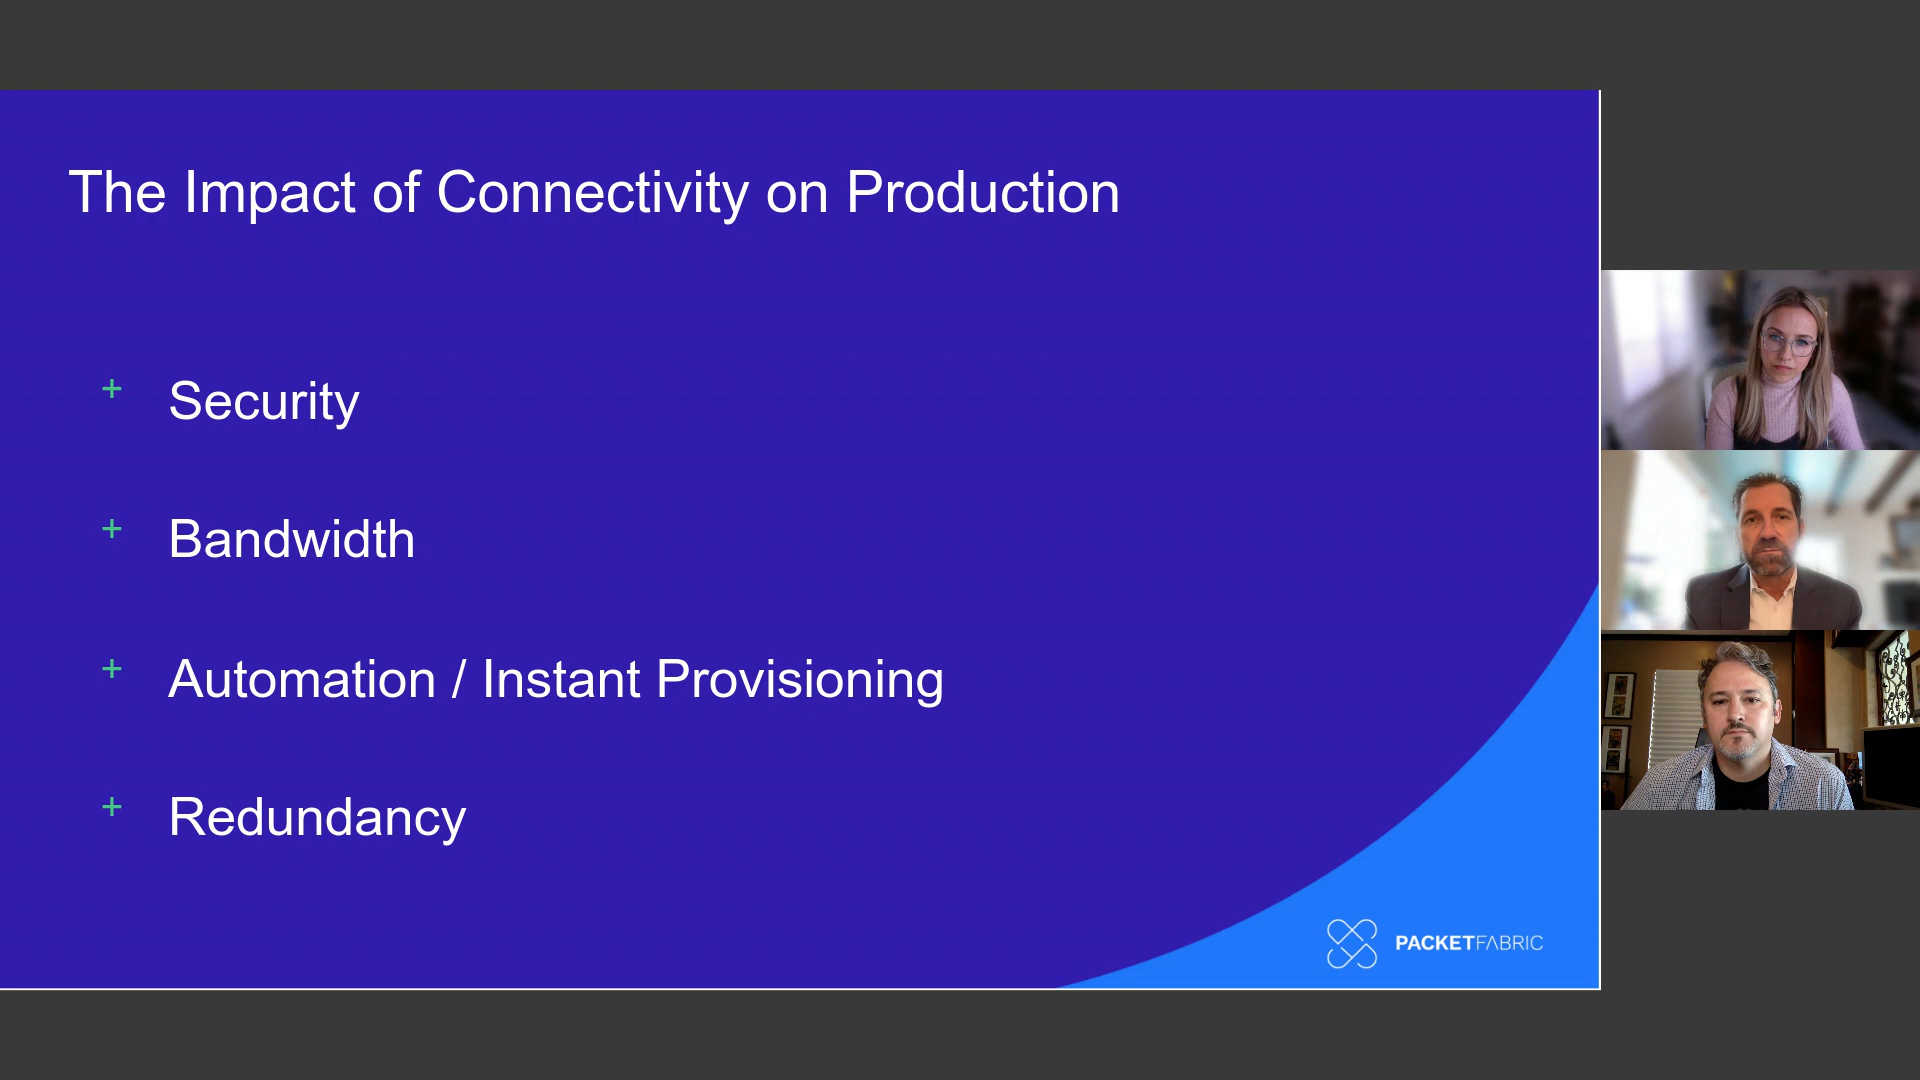 The Impact of Connectivity on Production
+ Security
+ Bandwidth
+ Automation / Instant Provisioning
+ Redundancy
PACKETFABRIC